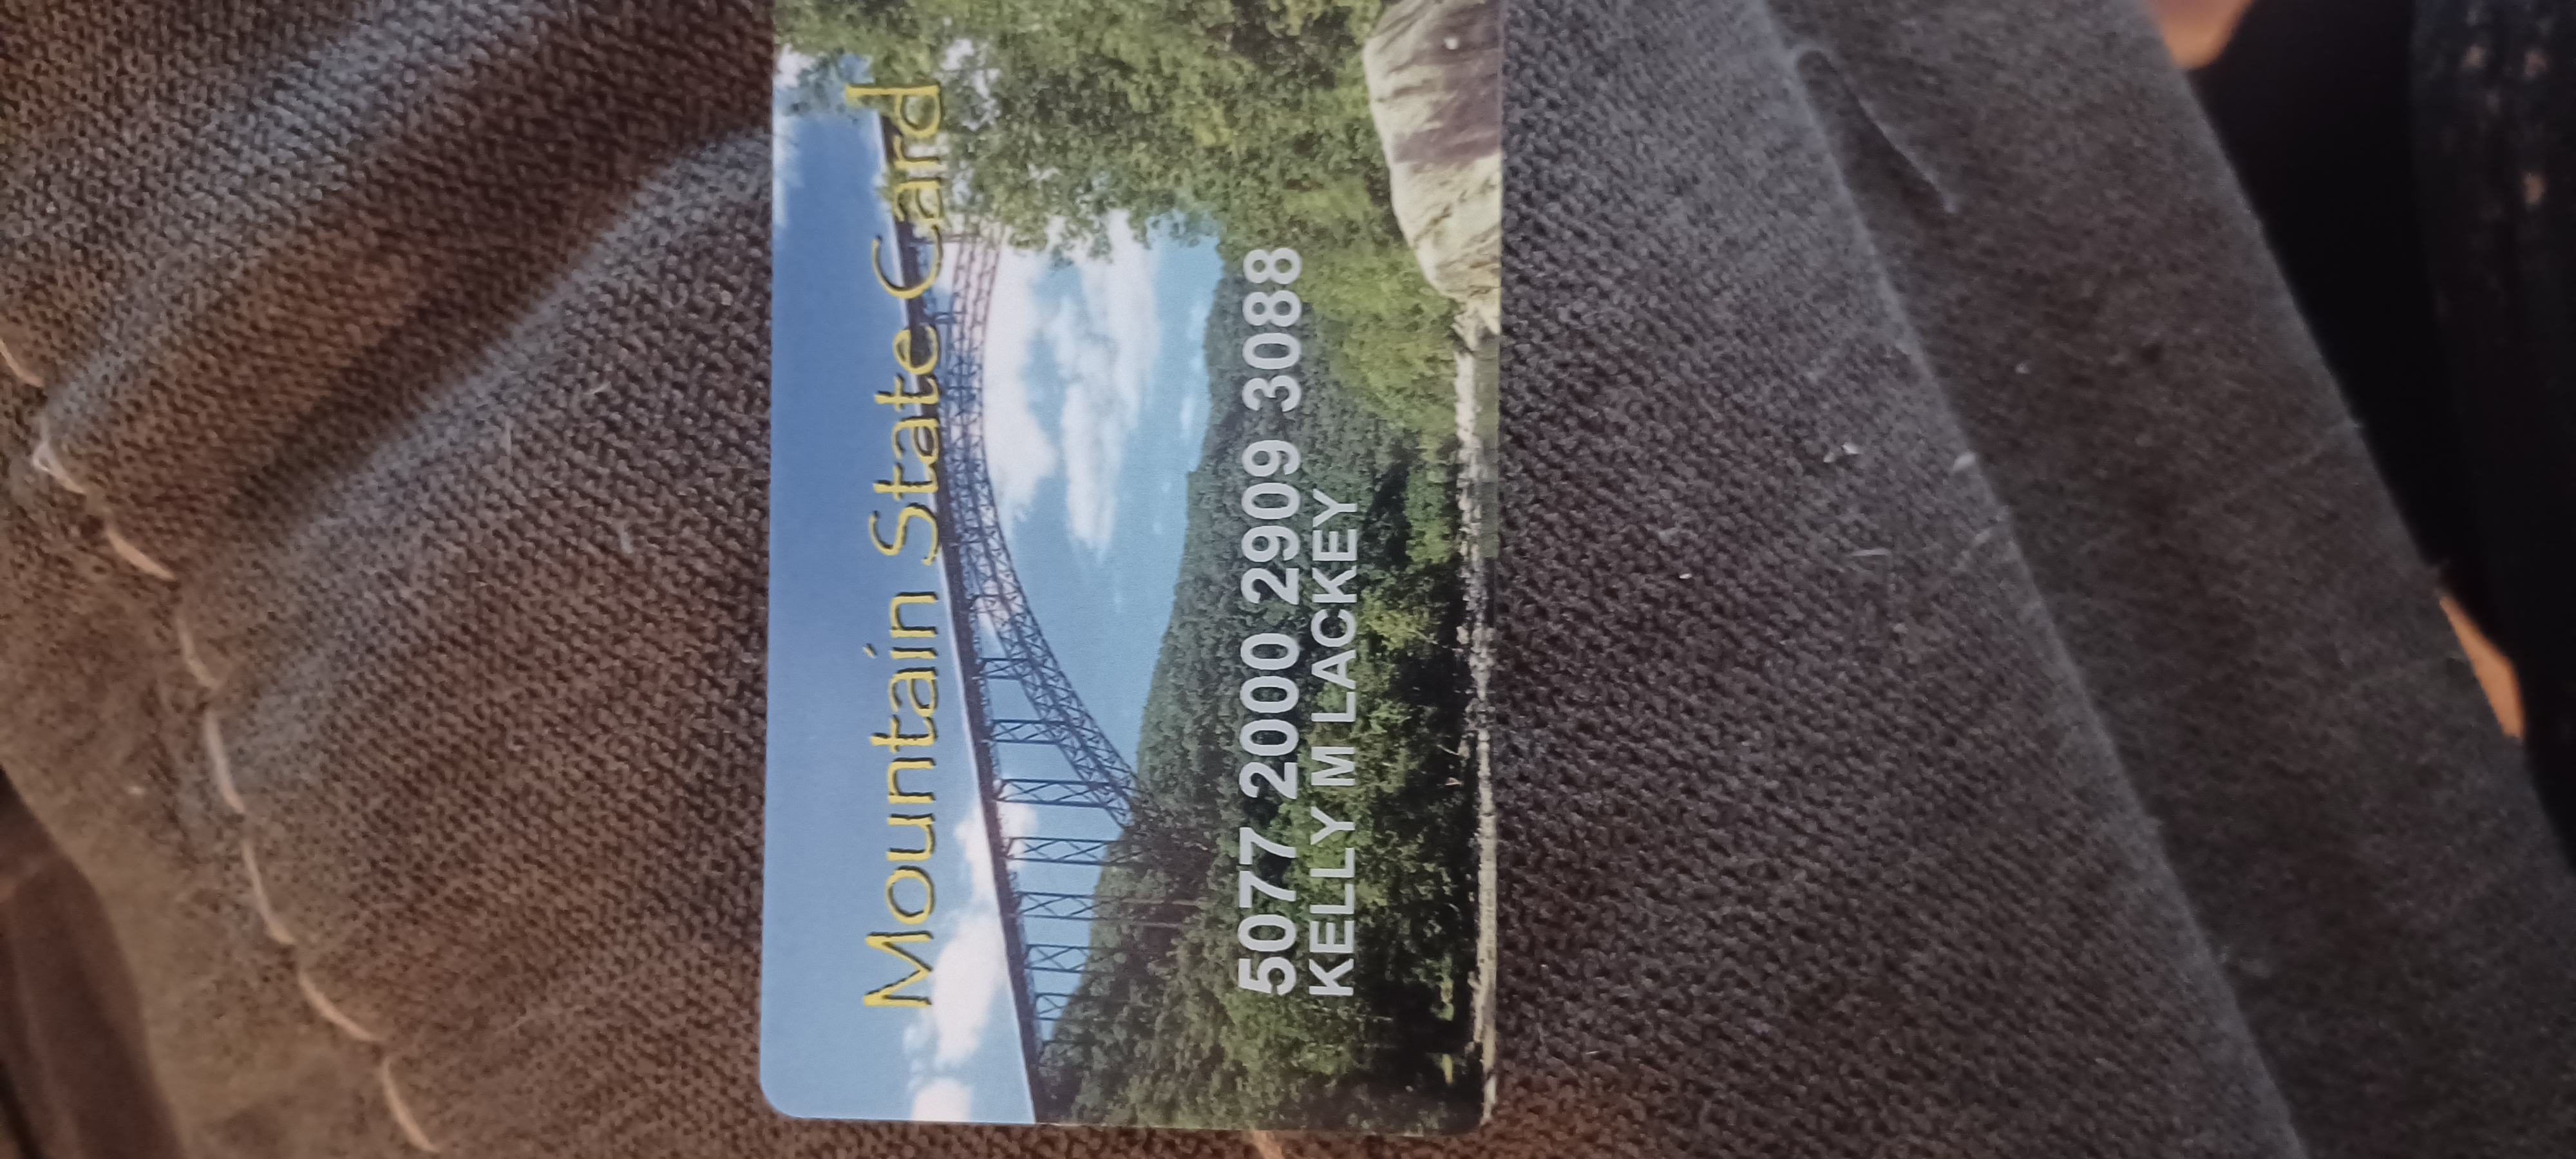 Mountain State Card
5077 2000 2909 3088
KELLY M LACKEY